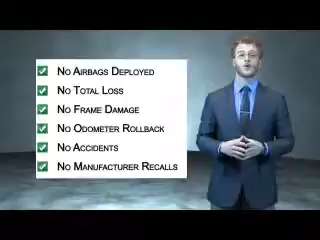 No Airbags Deployed
No Total Loss
No Frame Damage
No Odometer Rollback
No Accidents
No Manufacturer Recalls